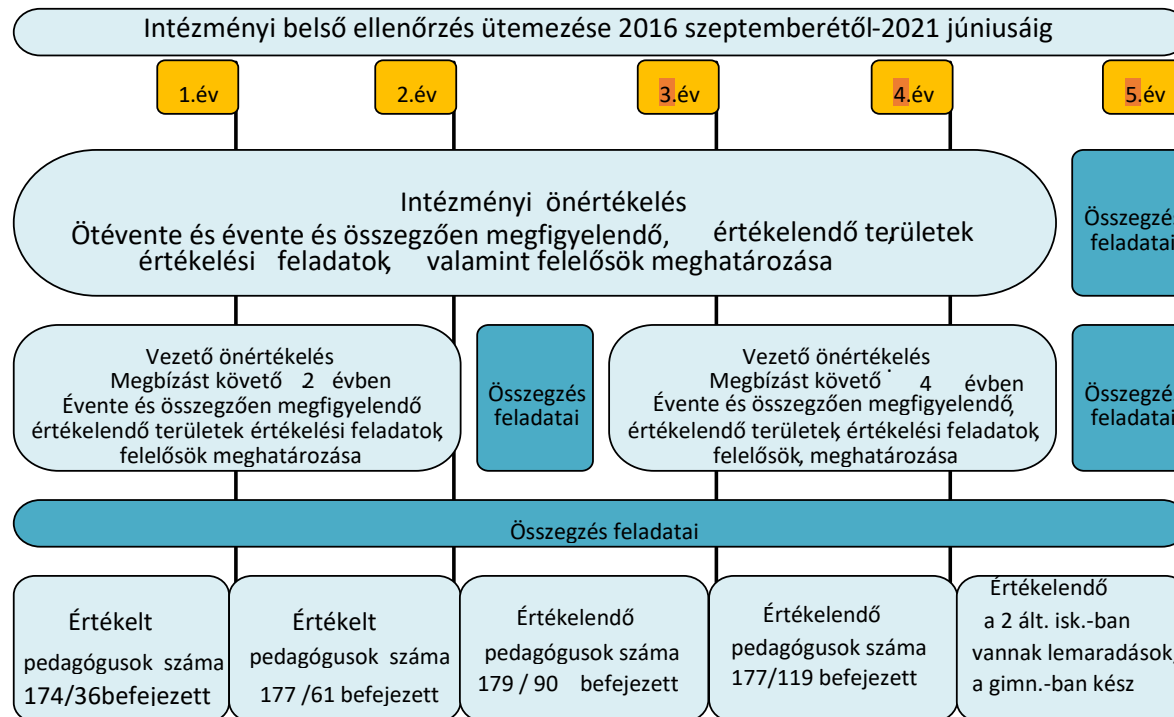 Intézményi belső ellenőrzés ütemezése 2016 szeptemberétől-2021 júniusáig
1.év
2.év
3.év
4.év
5.év
Intézményi önértékelés
Ötévente és évente és összegzően megfigyelendő, értékelendő területek,
értékelési feladatok, valamint felelősök meghatározása
Összegzés
feladatai
Vezető önértékelés
Megbízást követő 2 évben
Évente és összegzően megfigyelendő
értékelendő területek értékelési feladatok,
felelősök meghatározása
Összegzés
feladatai
Vezető önértékelés
Megbízást követő 4 évben
Évente és összegzően megfigyelendő,
értékelendő területek, értékelési feladatok,
felelősök, meghatározása
Összegzés
feladatai
Összegzés feladatai
Értékelt
pedagógusok száma
174/36befejezett
Értékelt
pedagógusok száma
177 /61 befejezett
Értékelendő
pedagógusok száma
179 / 90 befejezett
Értékelendő
pedagógusok száma
177/119 befejezett
Értékelendő
a 2 ált. isk.-ban
vannak lemaradások,
a gimn.-ban kész